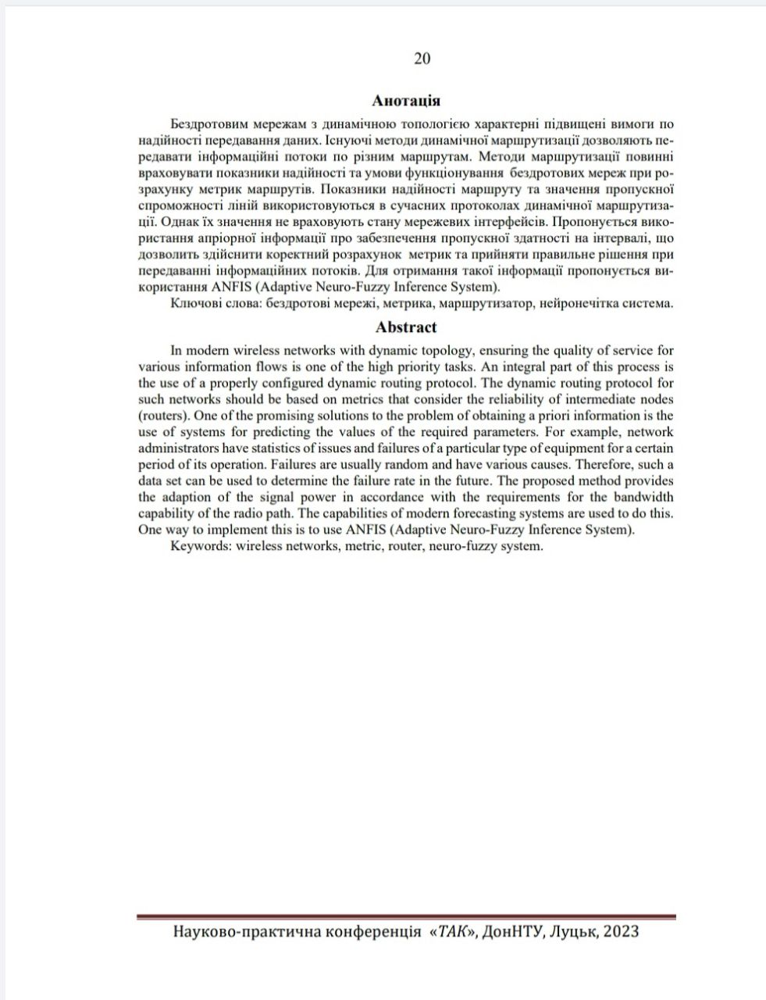 20
Анотація
Бездротовим мережам з динамічною топологією характерні підвищені вимоги по
надійності передавання даних. Існуючі методи динамічної маршрутизації дозволяють пе-
редавати інформаційні потоки по різним маршрутам. Методи маршрутизації повинні
враховувати показники надійності та умови функціонування бездротових мереж при ро-
зрахунку метрик маршрутів. Показники надійності маршруту та значення пропускної
спроможності ліній використовуються в сучасних протоколах динамічної маршрутиза-
ції. Однак їх значення не враховують стану мережевих інтерфейсів. Пропонується вико-
ристання апріорної інформації про забезпечення пропускної здатності на інтервалі, що
дозволить здійснити коректний розрахунок метрик та прийняти правильне рішення при
передаванні інформаційних потоків. Для отримання такої інформації пропонується ви-
користання ANFIS (Adaptive Neuro-Fuzzy Inference System).
Ключові слова: бездротові мережі, метрика, маршрутизатор, нейронечітка система.
Abstract
In modern wireless networks with dynamic topology, ensuring the quality of service for
various information flows is one of the high priority tasks. An integral part of this process is
the use of a properly configured dynamic routing protocol. The dynamic routing protocol for
such networks should be based on metrics that consider the reliability of intermediate nodes
(routers). One of the promising solutions to the problem of obtaining a priori information is the
use of systems for predicting the values of the required parameters. For example, network
administrators have statistics of issues and failures of a particular type of equipment for a certain
period of its operation. Failures are usually random and have various causes. Therefore, such a
data set can be used to determine the failure rate in the future. The proposed method provides
the adaption of the signal power in accordance with the requirements for the bandwidth
capability of the radio path. The capabilities of modern forecasting systems are used to do this.
One way to implement this is to use ANFIS (Adaptive Neuro-Fuzzy Inference System).
Keywords: wireless networks, metric, router, neuro-fuzzy system.
Науково-практична конференція «ТАК», ДонНТУ, Луцьк, 2023